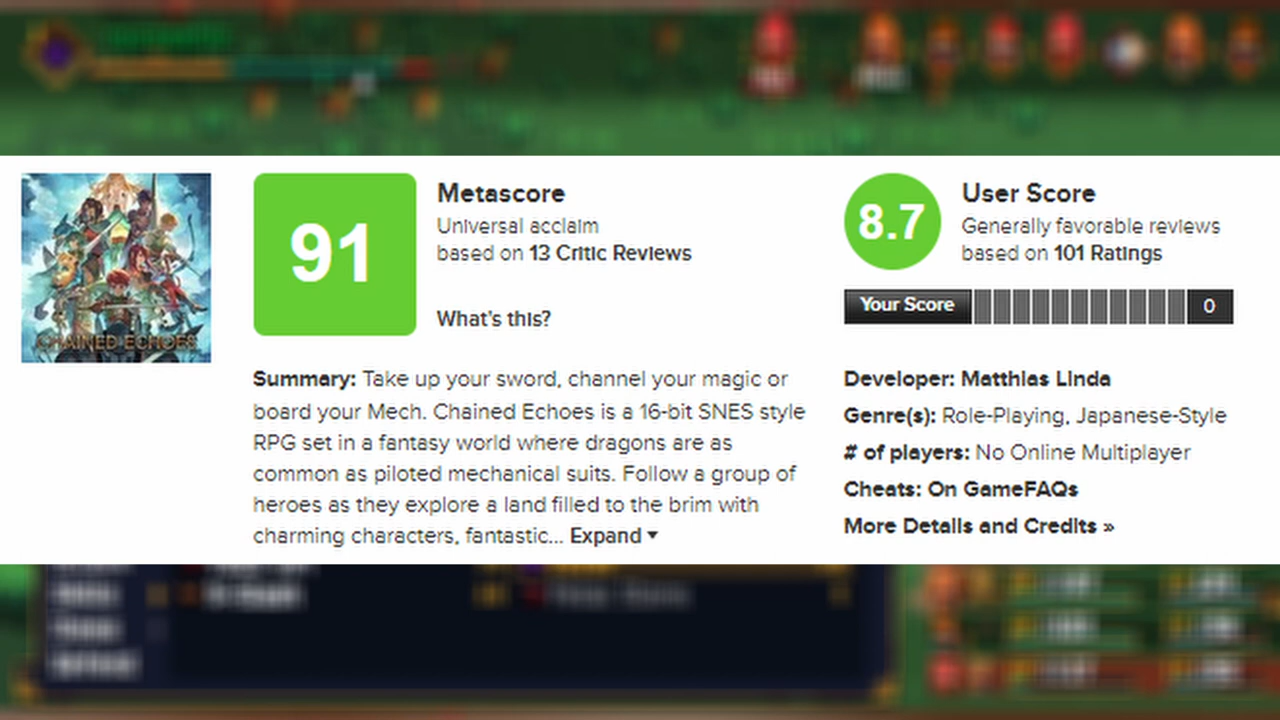 CHAINED ECHOES
91
Metascore
Universal acclaim
based on 13 Critic Reviews
What's this?
Summary: Take up your sword, channel your magic or
board your Mech. Chained Echoes is a 16-bit SNES style
RPG set in a fantasy world where dragons are as
common as piloted mechanical suits. Follow a group of
heroes as they explore a land filled to the brim with
charming characters, fantastic... Expand
8.7
User Score
Generally favorable reviews
based on 101 Ratings
Your Score
0
Developer: Matthias Linda
Genre(s): Role-Playing, Japanese-Style
# of players: No Online Multiplayer
Cheats: On GameFAQs
More Details and Credits »